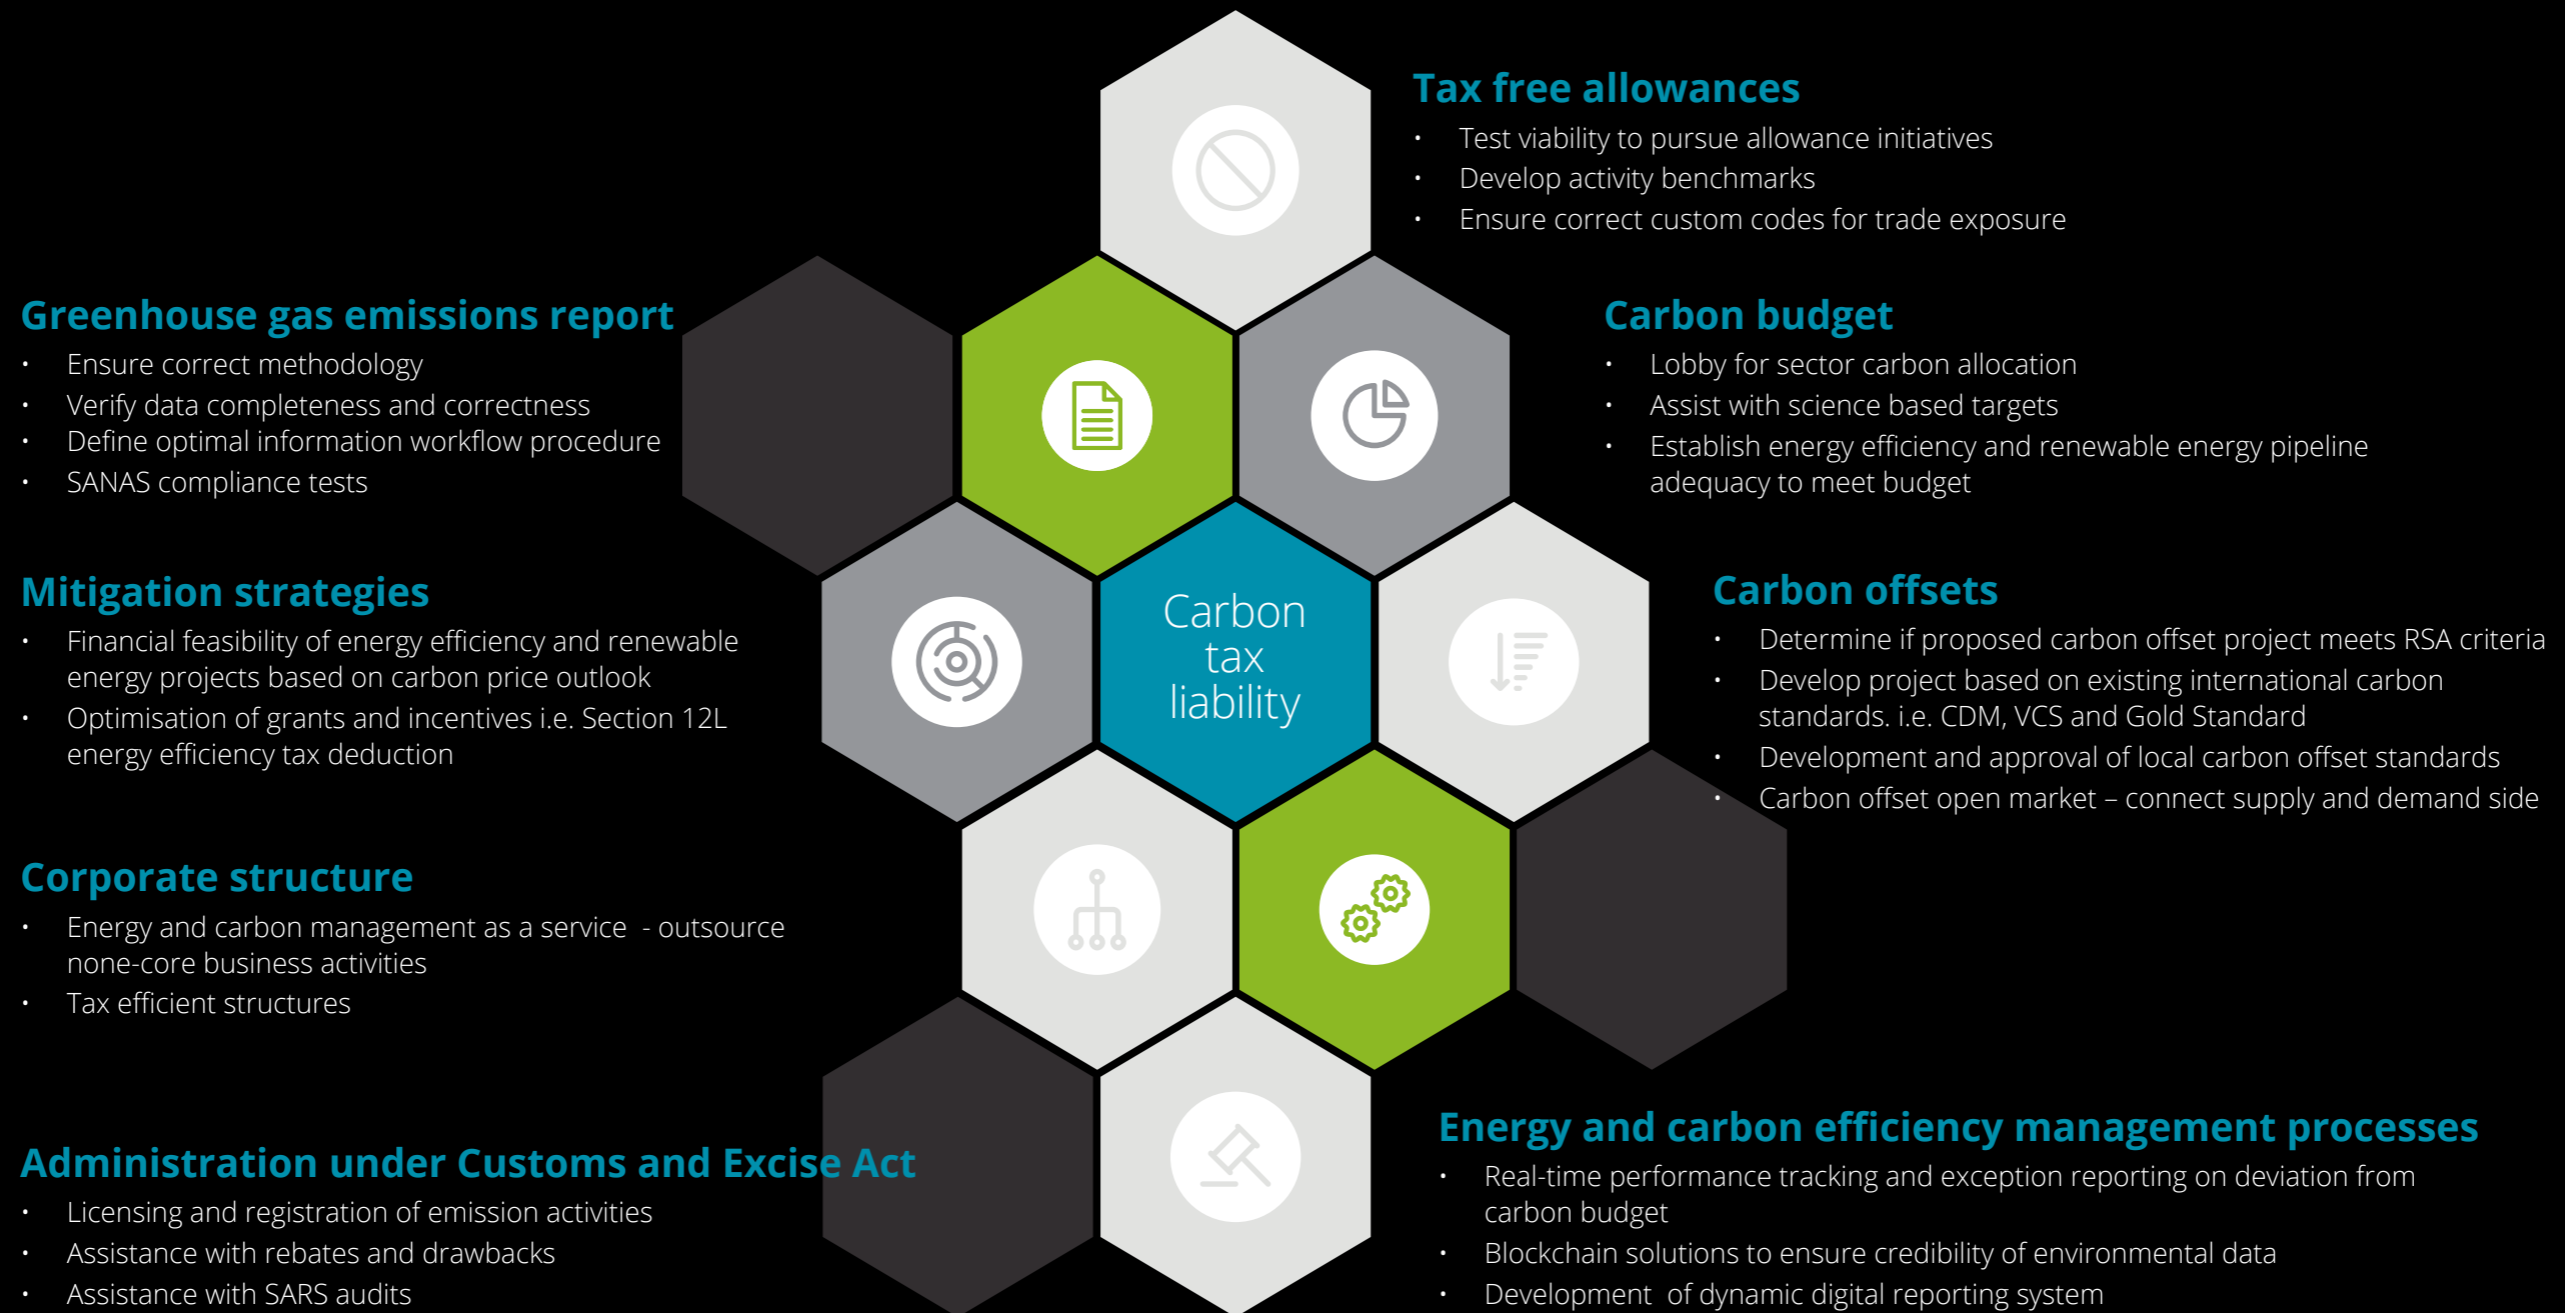 Tax free allowances
• Test viability to pursue allowance initiatives
• Develop activity benchmarks
• Ensure correct custom codes for trade exposure
Greenhouse gas emissions report
• Ensure correct methodology
• Verify data completeness and correctness
• Define optimal information workflow procedure
• SANAS compliance tests
Carbon budget
• Lobby for sector carbon allocation
• Assist with science based targets
• Establish energy efficiency and renewable energy pipeline
adequacy to meet budget
Mitigation strategies
• Financial feasibility of energy efficiency and renewable
energy projects based on carbon price outlook
• Optimisation of grants and incentives i.e. Section 12L
energy efficiency tax deduction
Carbon
tax
liability
Carbon offsets
• Determine if proposed carbon offset project meets RSA criteria
• Develop project based on existing international carbon
standards. i.e. CDM, VCS and Gold Standard
• Development and approval of local carbon offset standards
• Carbon offset open market – connect supply and demand side
Corporate structure
• Energy and carbon management as a service - outsource
none-core business activities
• Tax efficient structures
Administration under Customs and Excise Act
• Licensing and registration of emission activities
• Assistance with rebates and drawbacks
• Assistance with SARS audits
Energy and carbon efficiency management processes
• Real-time performance tracking and exception reporting on deviation from
carbon budget
• Blockchain solutions to ensure credibility of environmental data
• Development of dynamic digital reporting system